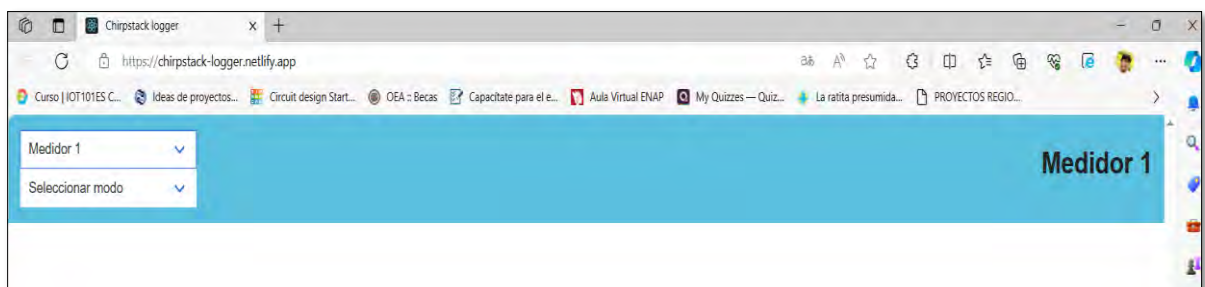 Chirpstack logger
https://chirpstack-logger.netlify.app
Curso | IOT101ES C... Ideas de proyectos... Circuit design Start... OEA :: Becas Capacítate para el e... Aula Virtual ENAP My Quizzes — Quiz... La ratita presumida... PROYECTOS REGIO...
Medidor 1
Medidor 1
Seleccionar modo